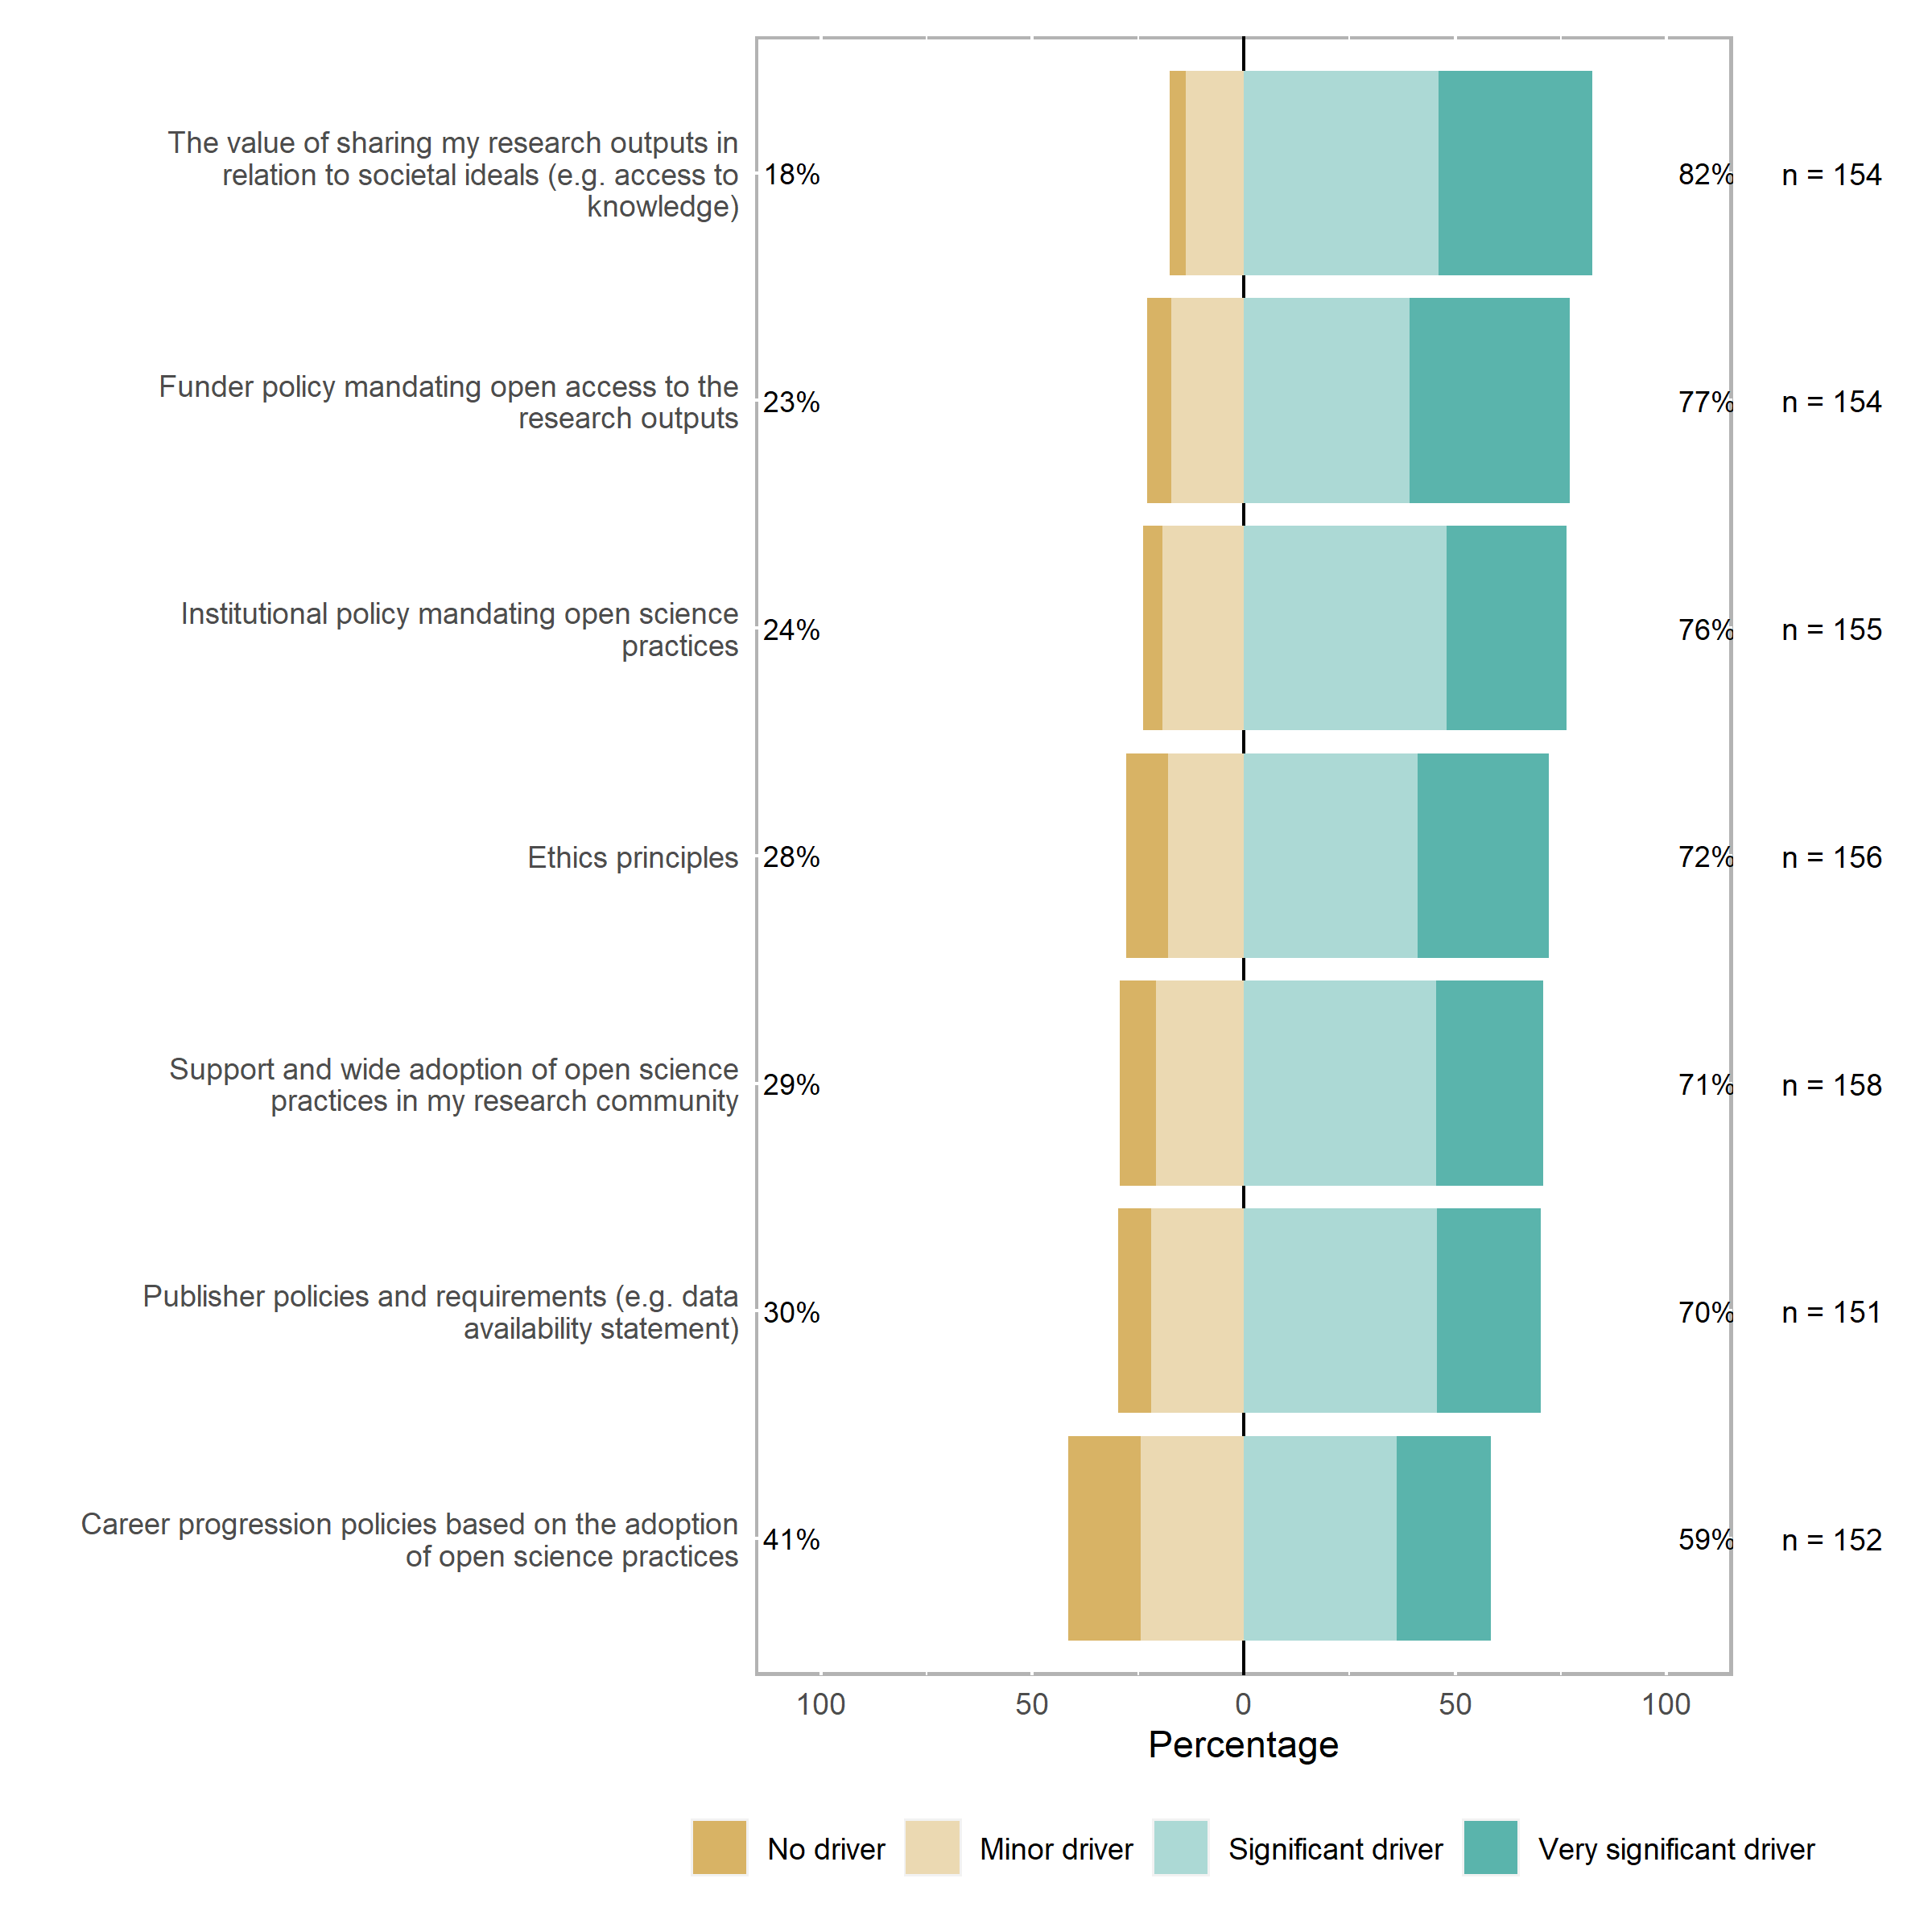 The value of sharing my research outputs in
relation to societal ideals (e.g. access to
knowledge)
18%
82%
n = 154
Funder policy mandating open access to the
research outputs
23%
77%
n = 154
Institutional policy mandating open science
practices
24%
76%
n = 155
Ethics principles
28%
72%
n = 156
Support and wide adoption of open science
practices in my research community
29%
71%
n = 158
Publisher policies and requirements (e.g. data
availability statement)
30%
70%
n = 151
Career progression policies based on the adoption
of open science practices
41%
59%
n = 152
100 50 0 50 100
Percentage
No driver Minor driver Significant driver Very significant driver